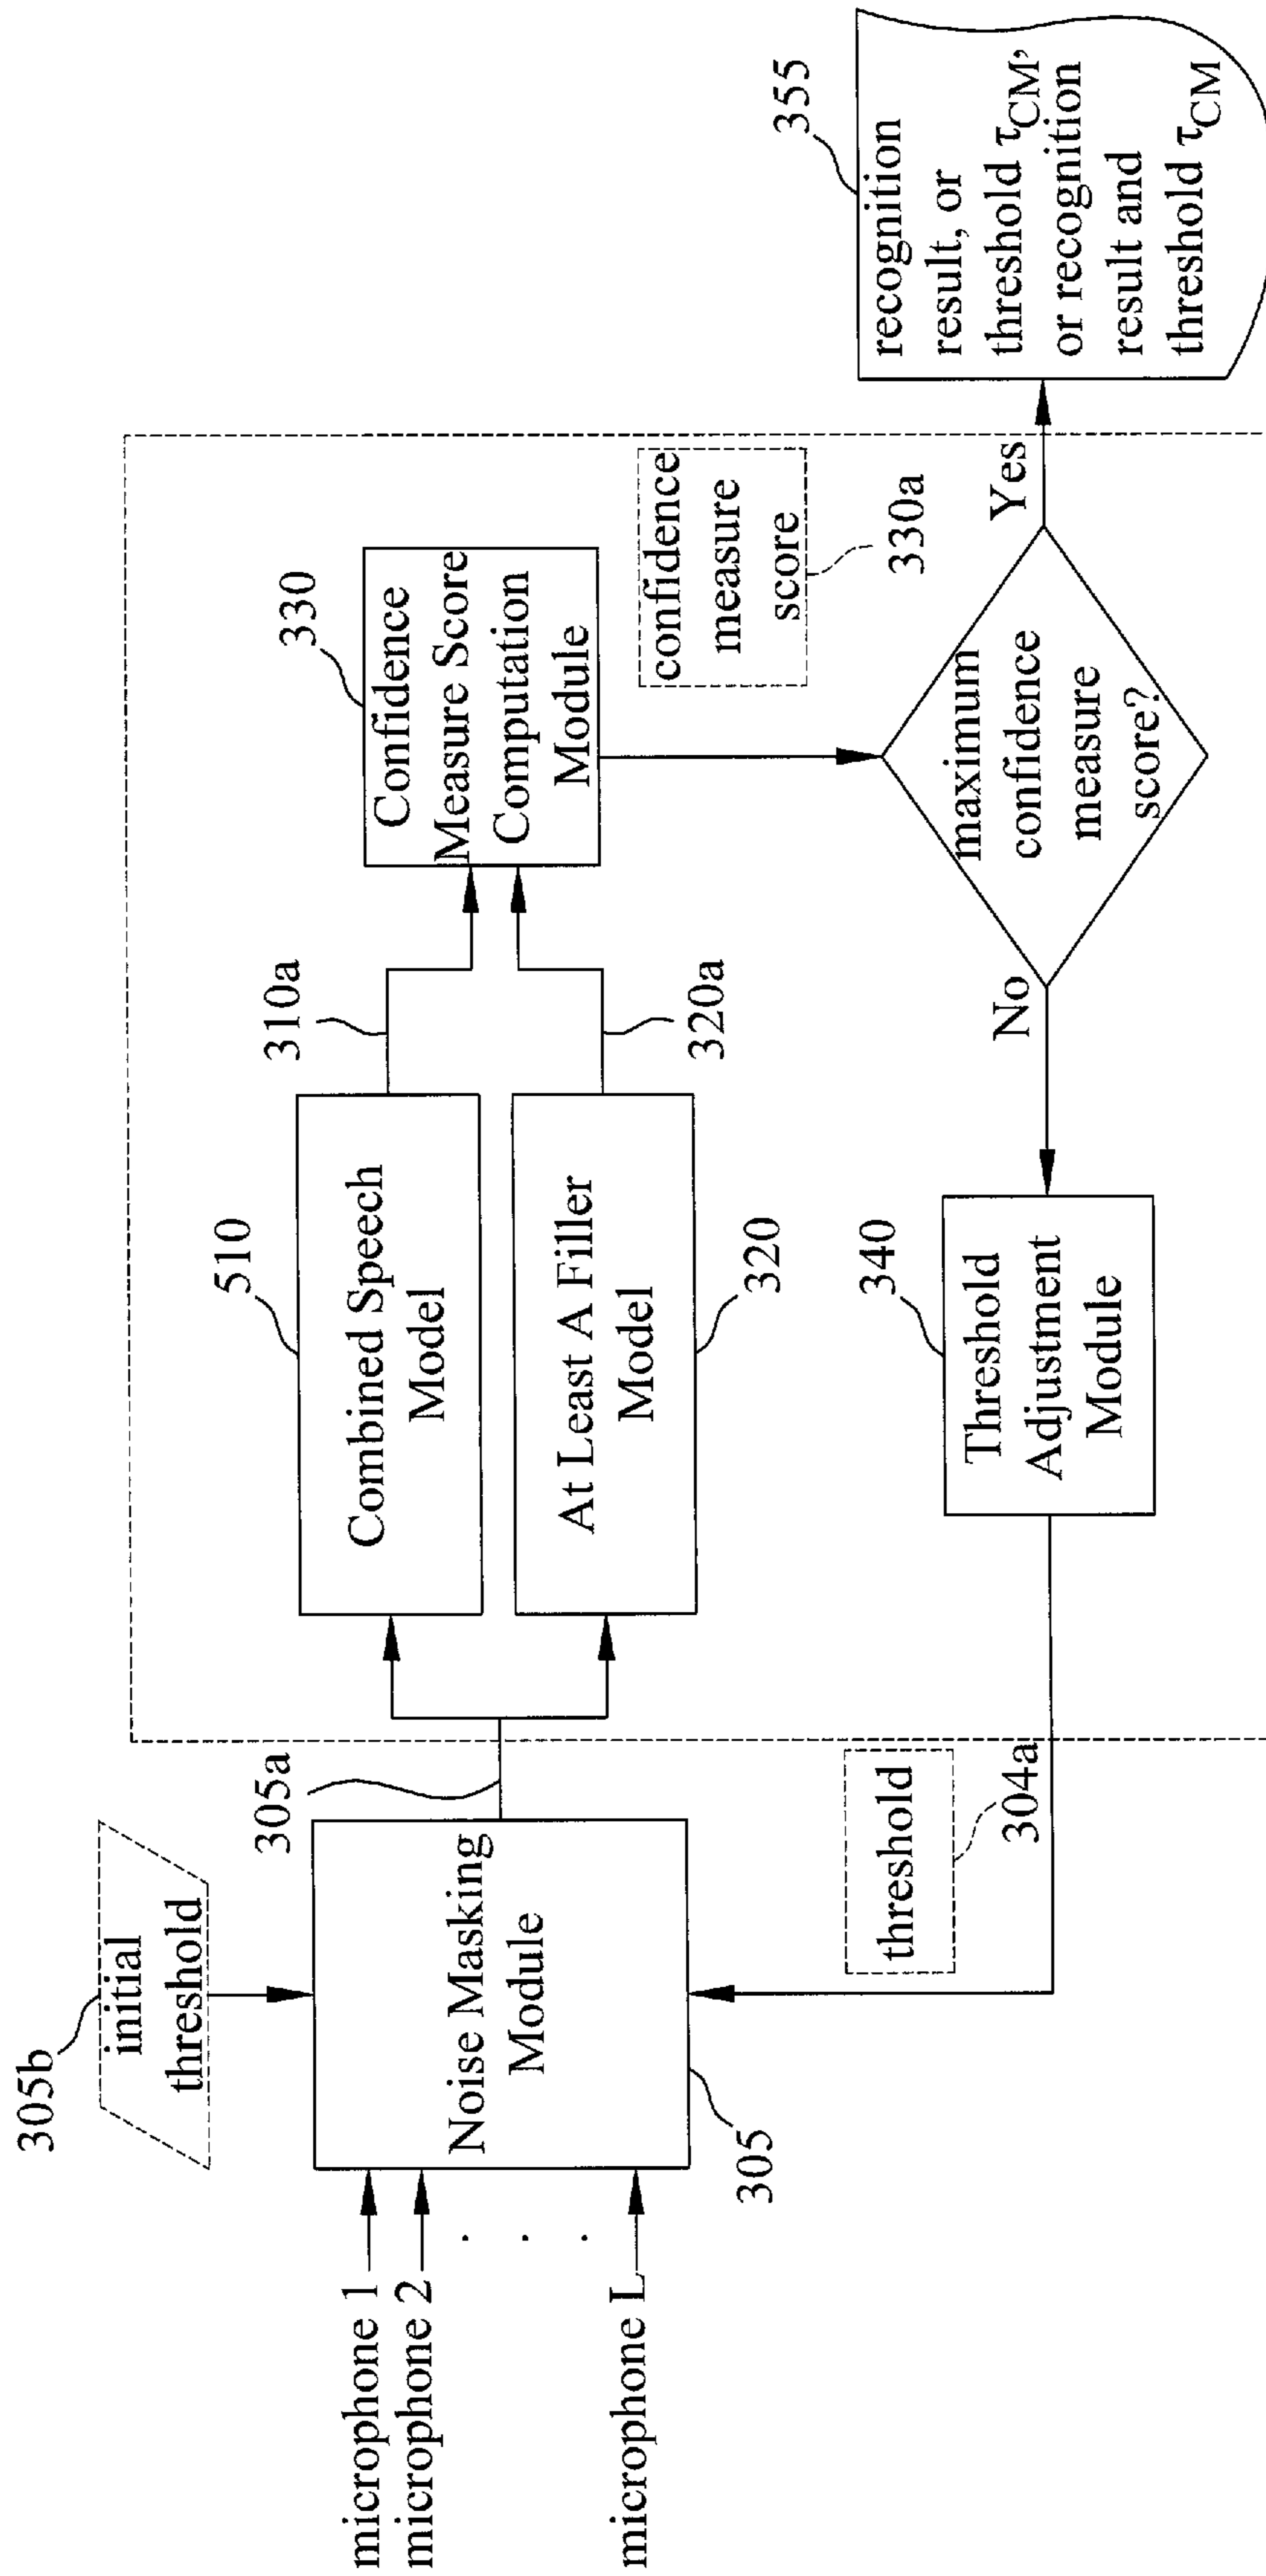 305b
initial
threshold
microphone 1
microphone 2
. . .
microphone L
Noise Masking
Module
305
305a
threshold
304a
510
Combined Speech
Model
310a
At Least A Filler
Model
320
320a
330
Confidence
Measure Score
Computation
Module
confidence
measure
score
330a
maximum
confidence
measure
score?
No
Yes
340
Threshold
Adjustment
Module
355
recognition
result, or
threshold τCM,
or recognition
result and
threshold τCM